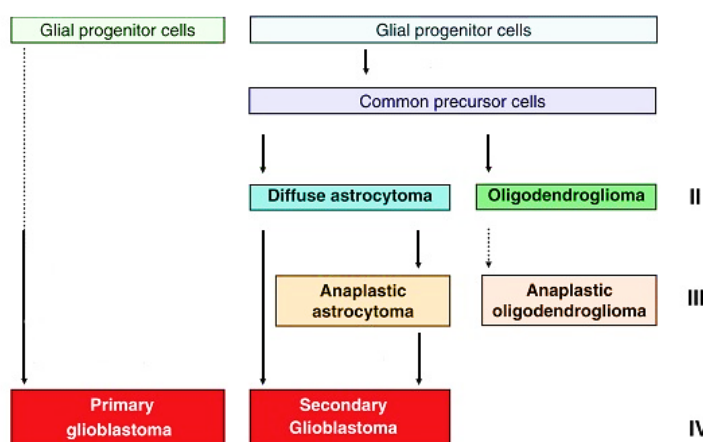 Glial progenitor cells
Glial progenitor cells
Common precursor cells
Diffuse astrocytoma
Oligodendroglioma
II
Anaplastic
astrocytoma
Anaplastic
oligodendroglioma
III
Primary
glioblastoma
Secondary
Glioblastoma
IV